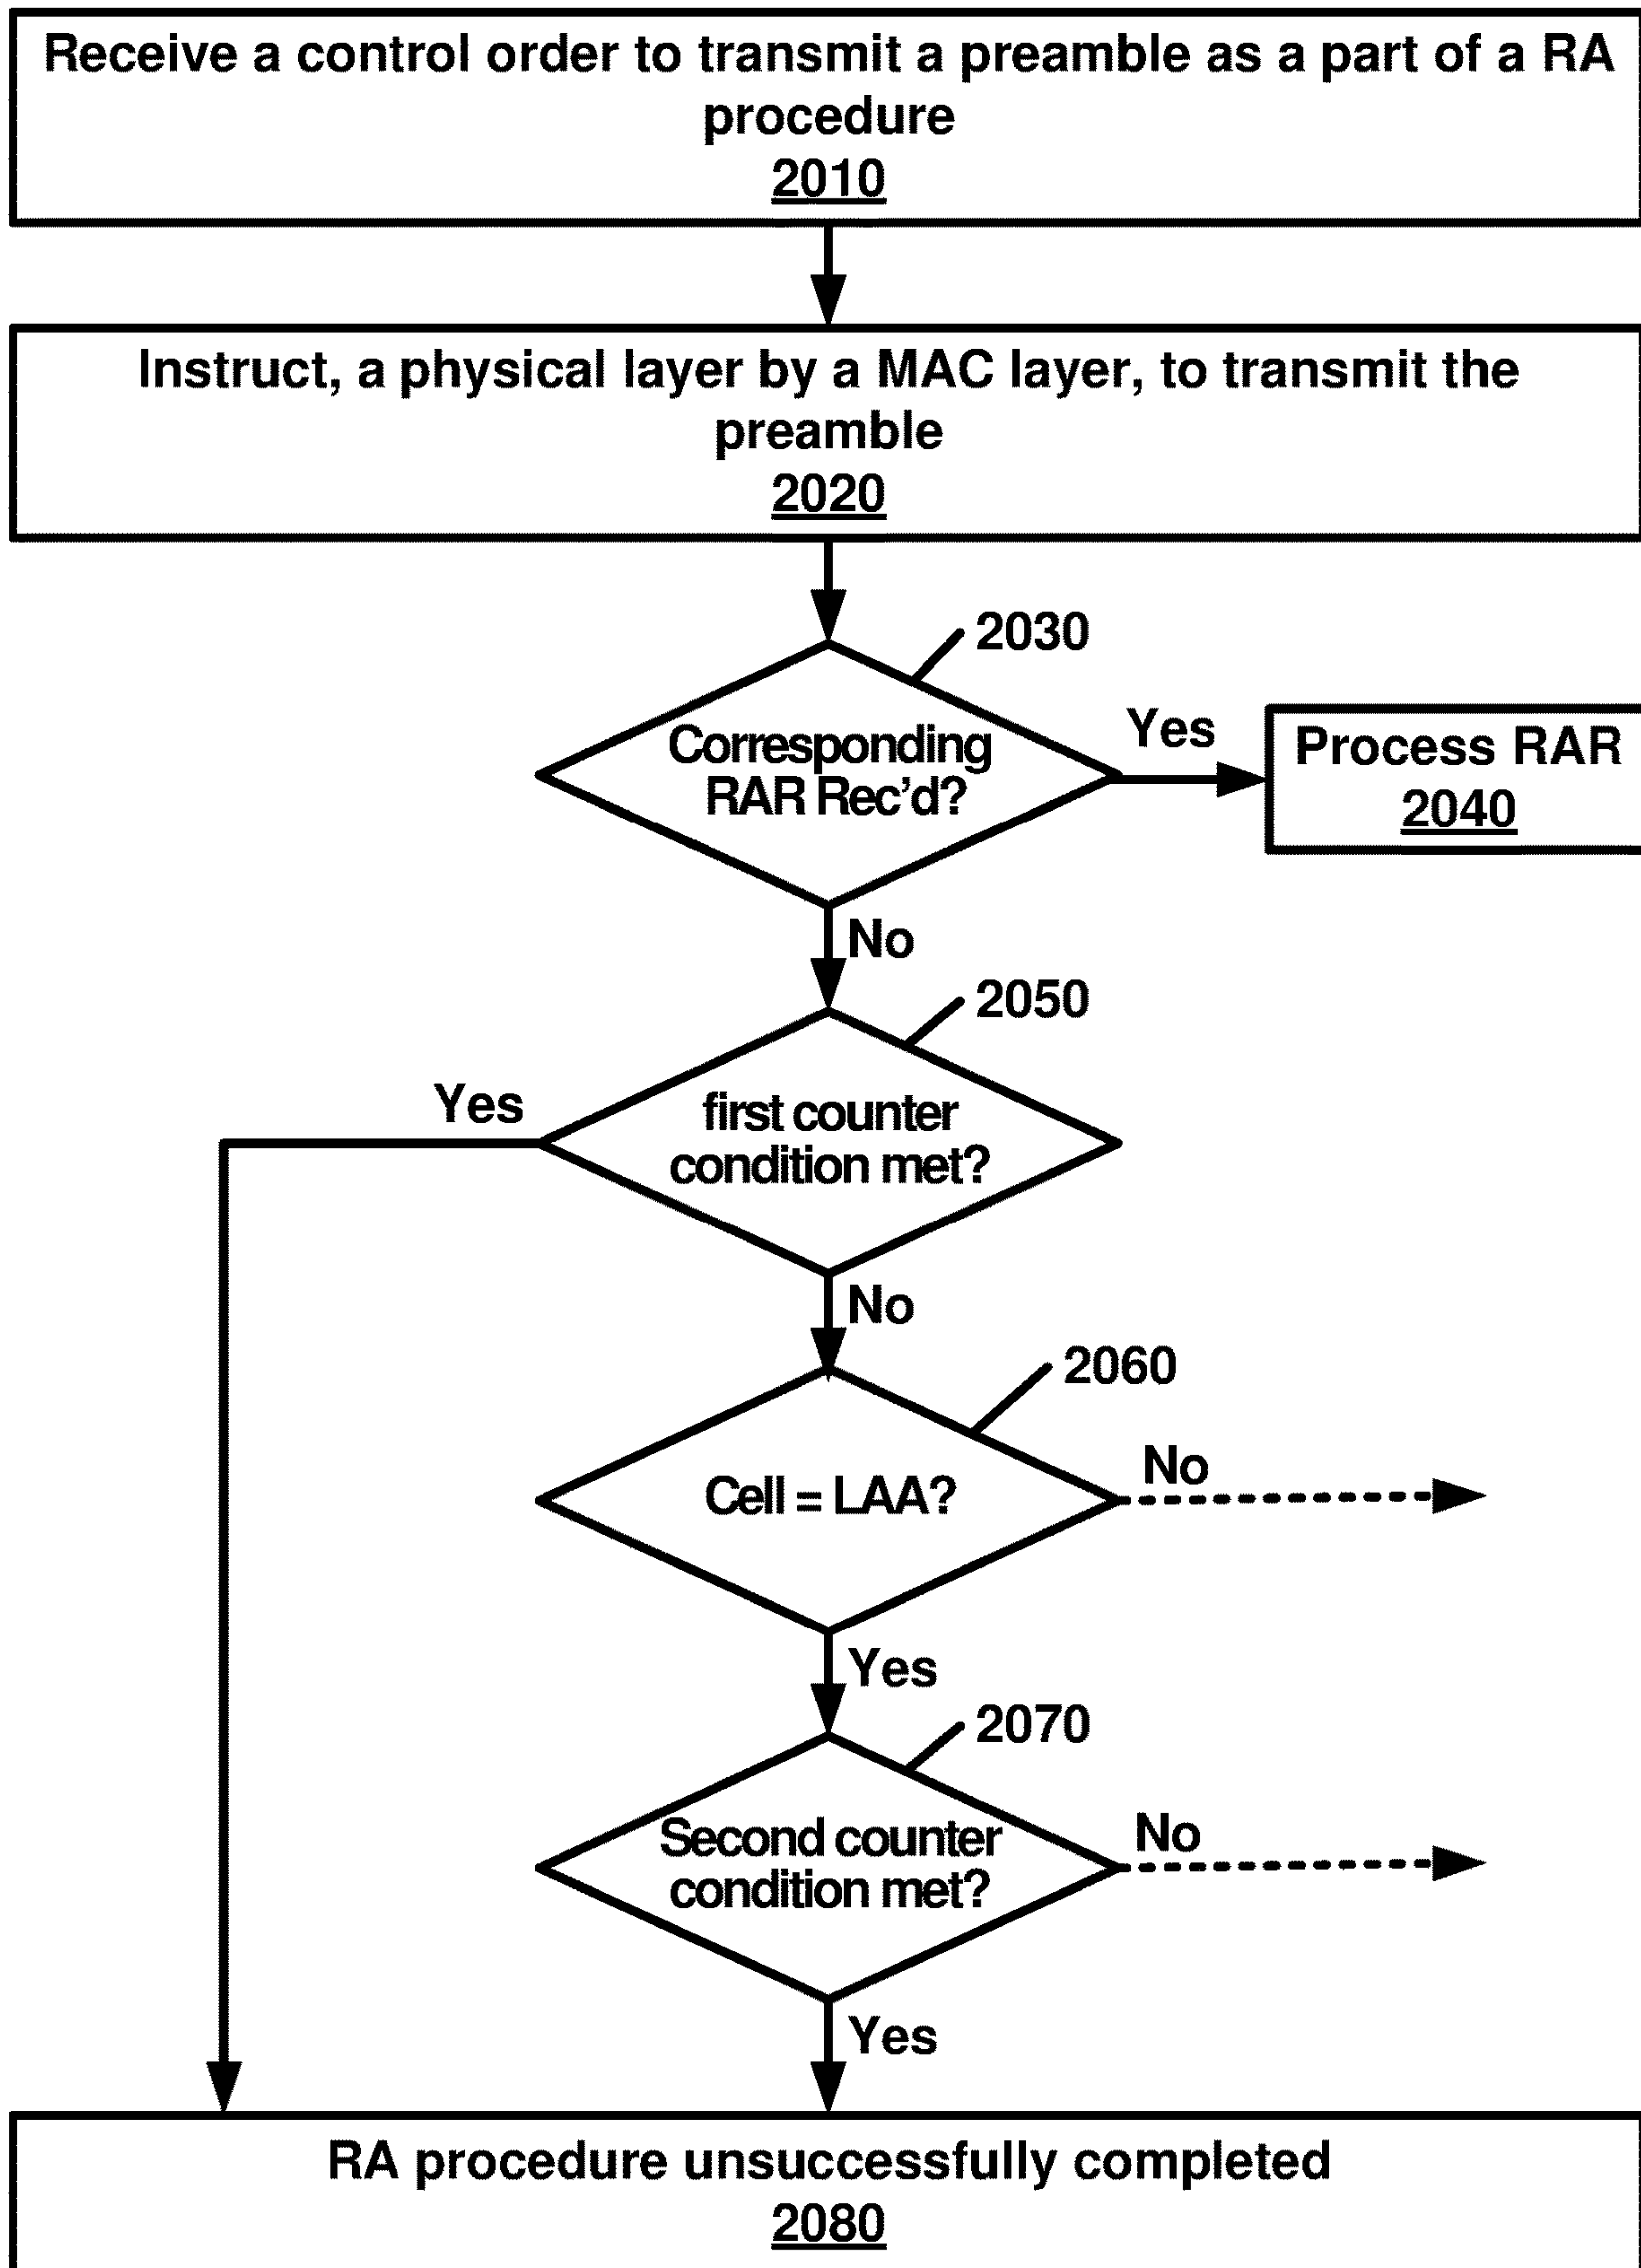 Receive a control order to transmit a preamble as a part of a RA
procedure
2010
Instruct, a physical layer by a MAC layer, to transmit the
preamble
2020
2030
Corresponding
RAR Rec'd?
Yes
Process RAR
2040
No
2050
Yes
first counter
condition met?
No
2060
Cell = LAA?
No
Yes
2070
Second counter
condition met?
No
Yes
RA procedure unsuccessfully completed
2080